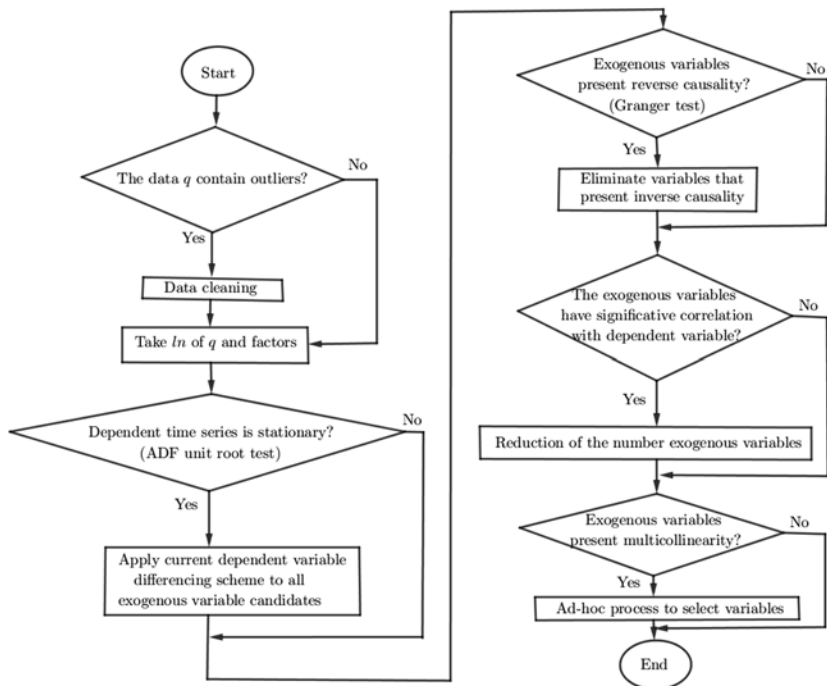 Start
The data q contain outliers?
No
Yes
Data cleaning
Take ln of q and factors
Dependent time series is stationary?
(ADF unit root test)
No
Yes
Apply current dependent variable
differencing scheme to all
exogenous variable candidates
Exogenous variables
present reverse causality?
(Granger test)
No
Yes
Eliminate variables that
present inverse causality
The exogenous variables
have significative correlation
with dependent variable?
No
Yes
Reduction of the number exogenous variables
Exogenous variables
present multicollinearity?
No
Yes
Ad-hoc process to select variables
End